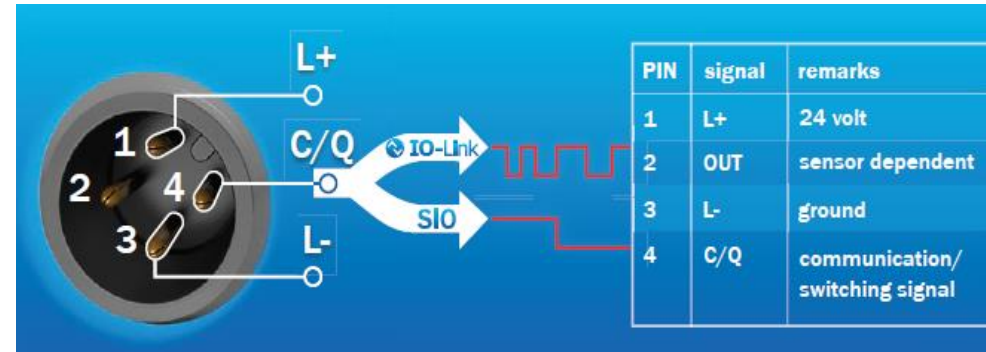 L+
C/Q
L-
1
2
4
3
IO-Link
SIO
PIN signal remarks
1 L+ 24 volt
2 OUT sensor dependent
3 L- ground
4 C/Q communication/
switching signal